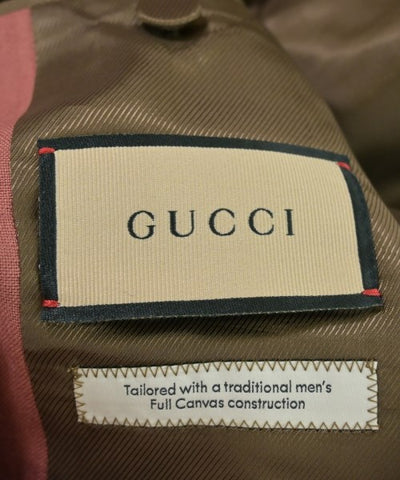 GUCCI
Tailored with a traditional men's
Full Canvas construction